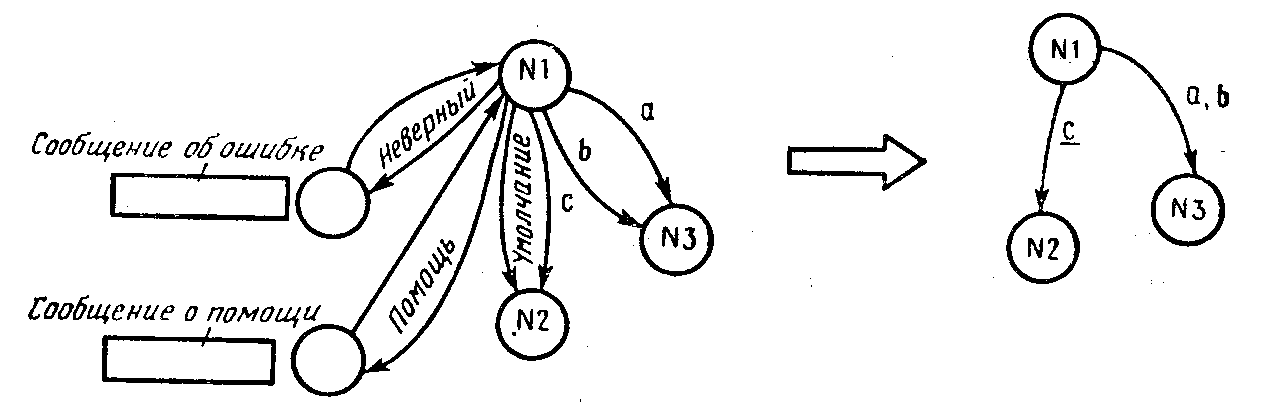 N1
неверный
a
Сообщение об ошибке
b
Умолчание
c
N3
Помощь
Сообщение о помощи
N2
N1
a, b
c
N3
N2